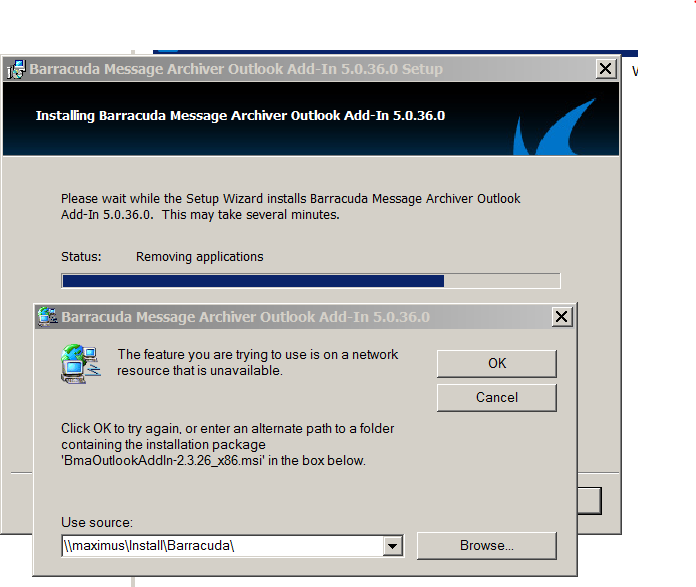 Barracuda Message Archiver Outlook Add-In 5.0.36.0 Setup
Installing Barracuda Message Archiver Outlook Add-In 5.0.36.0
Please wait while the Setup Wizard installs Barracuda Message Archiver Outlook
Add-In 5.0.36.0. This may take several minutes.
Status: Removing applications
Barracuda Message Archiver Outlook Add-In 5.0.36.0
The feature you are trying to use is on a network
resource that is unavailable.
OK
Cancel
Click OK to try again, or enter an alternate path to a folder
containing the installation package
'BmaOutlookAddIn-2.3.26_x86.msi' in the box below.
Use source:
\\maximus\Install\Barracuda\
Browse...